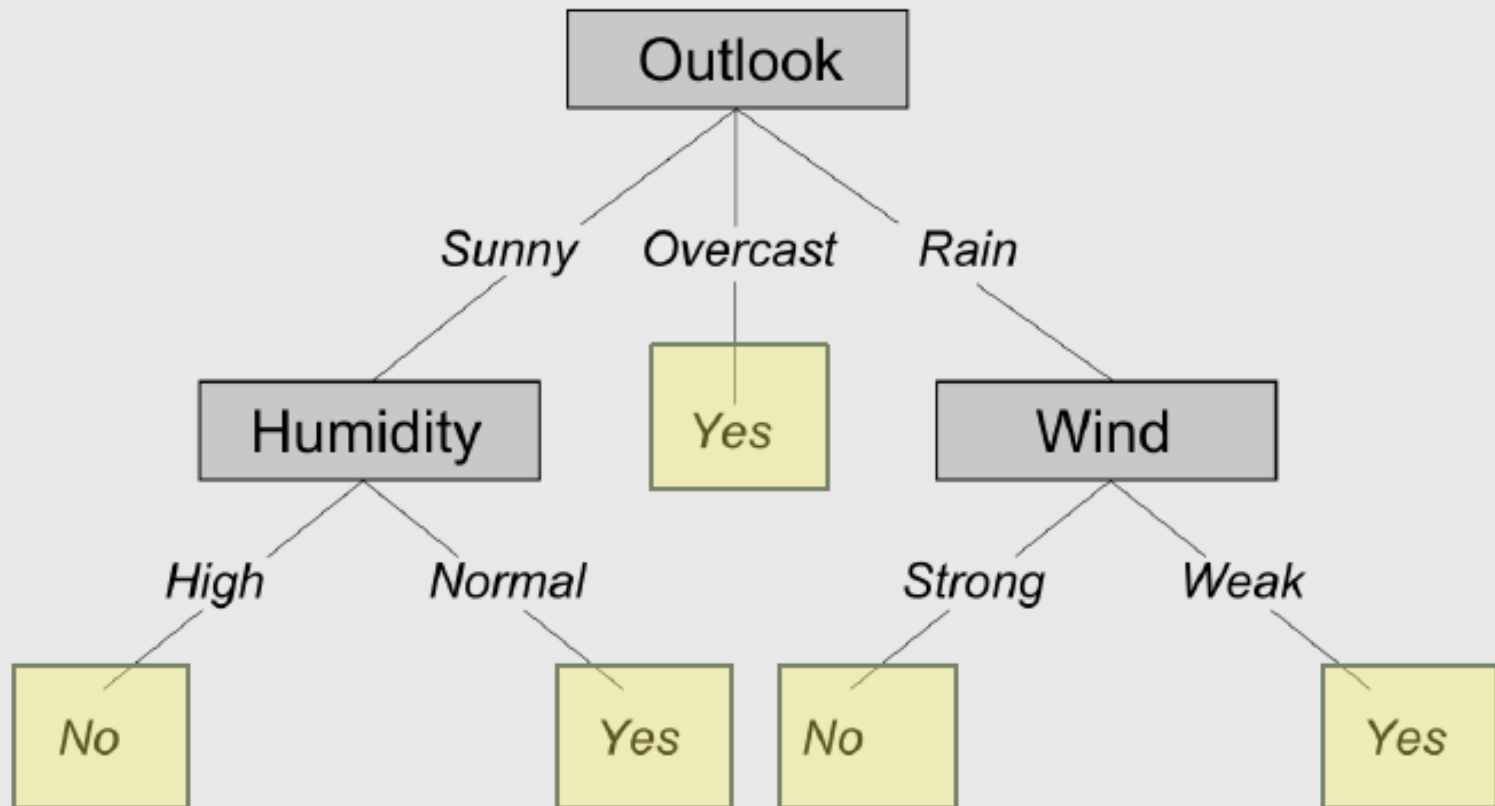 Outlook
Sunny Overcast Rain
Humidity Yes Wind
High Normal Strong Weak
No Yes No Yes